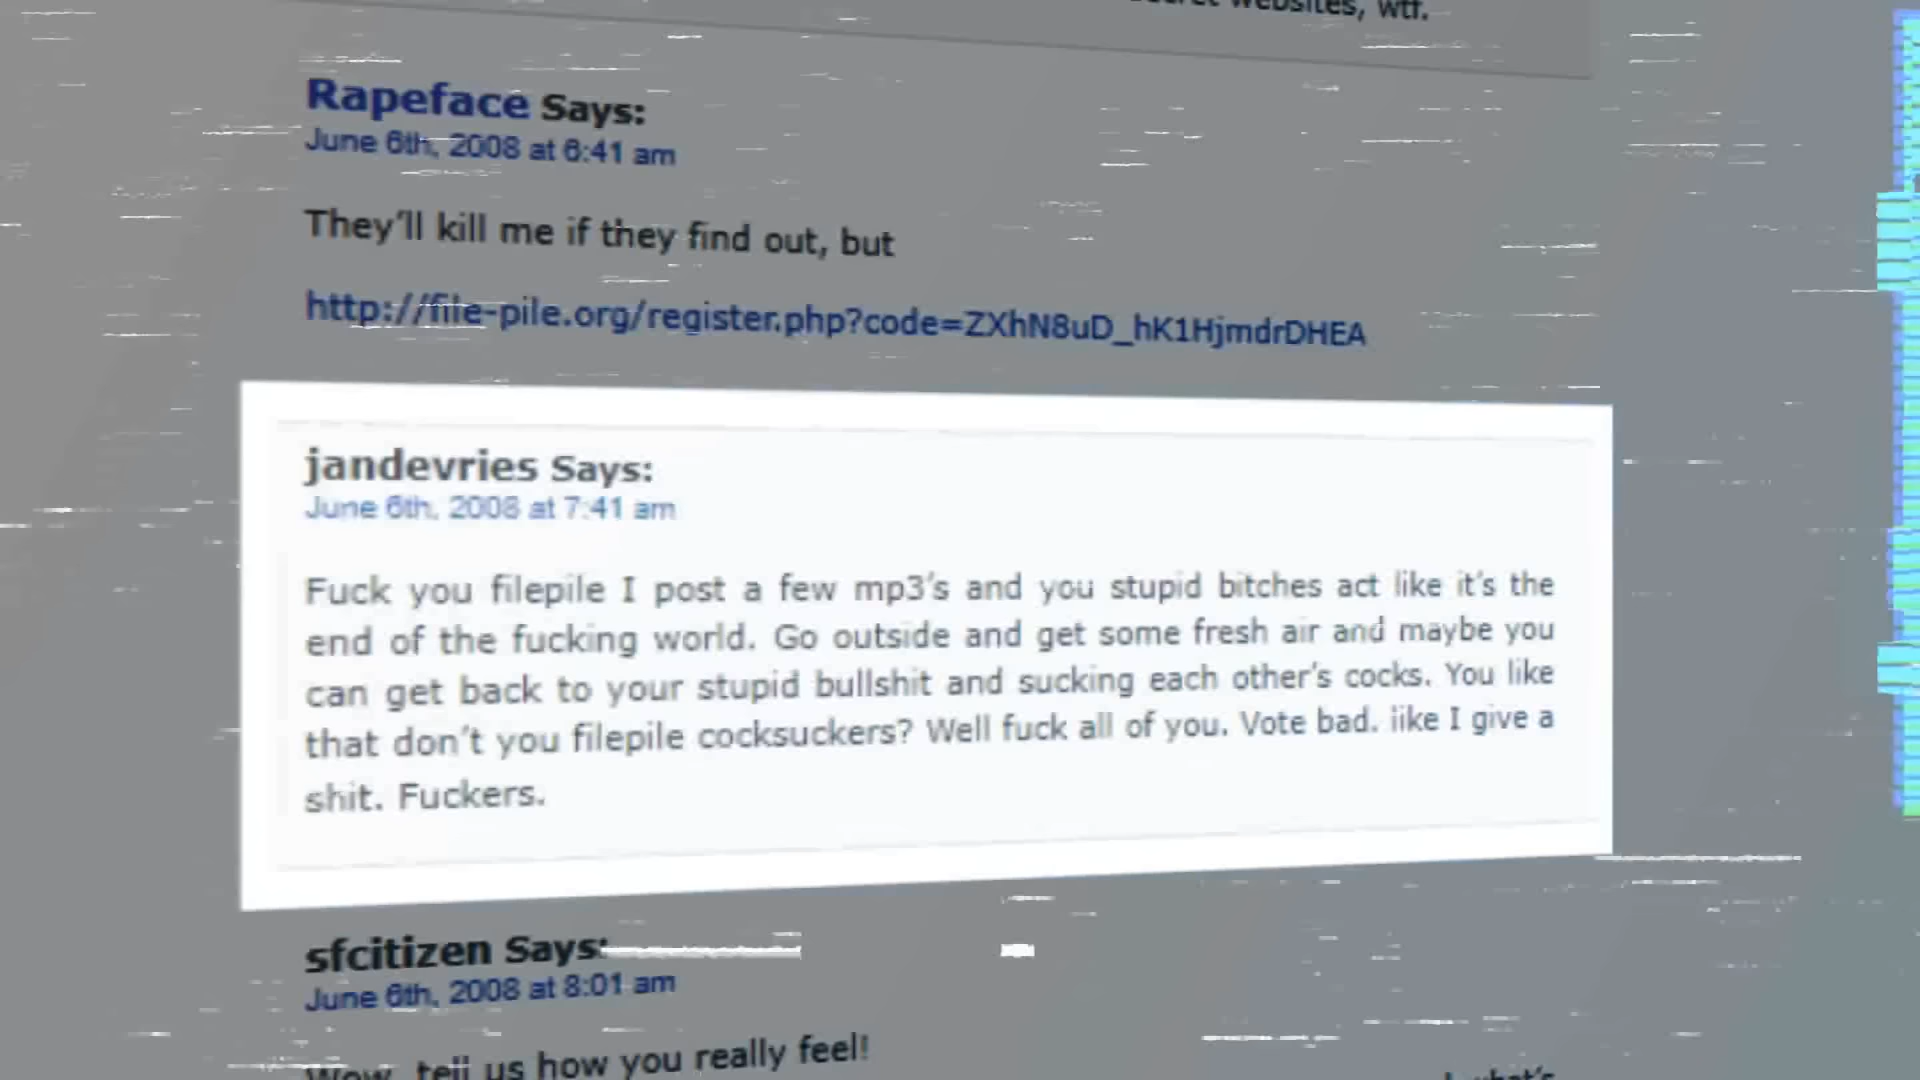 secret websites, wtf.
Rapeface Says:
June 6th, 2008 at 6:41 am
They'll kill me if they find out, but
http://file-pile.org/register.php?code=ZXhN8uD_hK1HjmdrDHEA
jandevries Says:
June 6th, 2008 at 7:41 am
Fuck you filepile I post a few mp3's and you stupid bitches act like it's the
end of the fucking world. Go outside and get some fresh air and maybe you
can get back to your stupid bullshit and sucking each other's cocks. You like
that don't you filepile cocksuckers? Well fuck all of you. Vote bad. like I give a
shit. Fuckers.
sfcitizen Says:
June 6th, 2008 at 8:01 am
Wow, tell us how you really feel!
what's